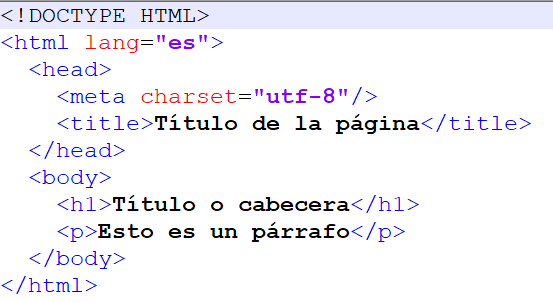 <!DOCTYPE HTML>
<html lang="es">
  <head>
    <meta charset="utf-8"/>
    <title>Título de la página</title>
  </head>
  <body>
    <h1>Título o cabecera</h1>
    <p>Esto es un párrafo</p>
  </body>
</html>